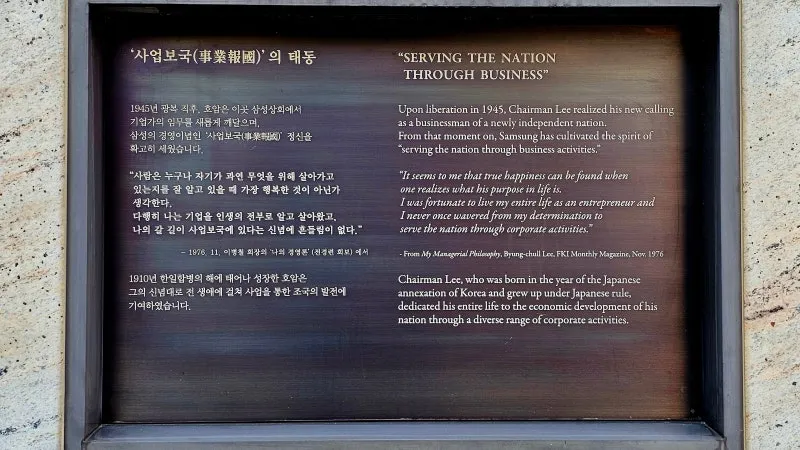 ‘사업보국(事業報國)’의 태동
1945년 광복 직후, 호암은 이곳 삼성상회에서
기업가의 임무를 새롭게 깨달으며,
삼성의 경영이념인 ‘사업보국(事業報國)’ 정신을
확고히 세웠습니다.
“사람은 누구나 자기가 과연 무엇을 위해 살아가고
있는지를 잘 알고 있을 때 가장 행복한 것이 아닌가
생각한다.
다행히 나는 기업을 인생의 전부로 알고 살아왔고,
나의 갈 길이 사업보국에 있다는 신념에 흔들림이 없다.”
– 1976. 11. 이병철 회장의 ‘나의 경영론’ (전경련 회보) 에서
1910년 한일합병의 해에 태어나 성장한 호암은
그의 신념대로 전 생애에 걸쳐 사업을 통한 조국의 발전에
기여하였습니다.
“SERVING THE NATION
THROUGH BUSINESS”
Upon liberation in 1945, Chairman Lee realized his new calling
as a businessman of a newly independent nation.
From that moment on, Samsung has cultivated the spirit of
“serving the nation through business activities.”
“It seems to me that true happiness can be found when
one realizes what his purpose in life is.
I was fortunate to live my entire life as an entrepreneur and
I never once wavered from my determination to
serve the nation through corporate activities.”
- From My Managerial Philosophy, Byung-chull Lee, FKI Monthly Magazine, Nov. 1976
Chairman Lee, who was born in the year of the Japanese
annexation of Korea and grew up under Japanese rule,
dedicated his entire life to the economic development of his
nation through a diverse range of corporate activities.